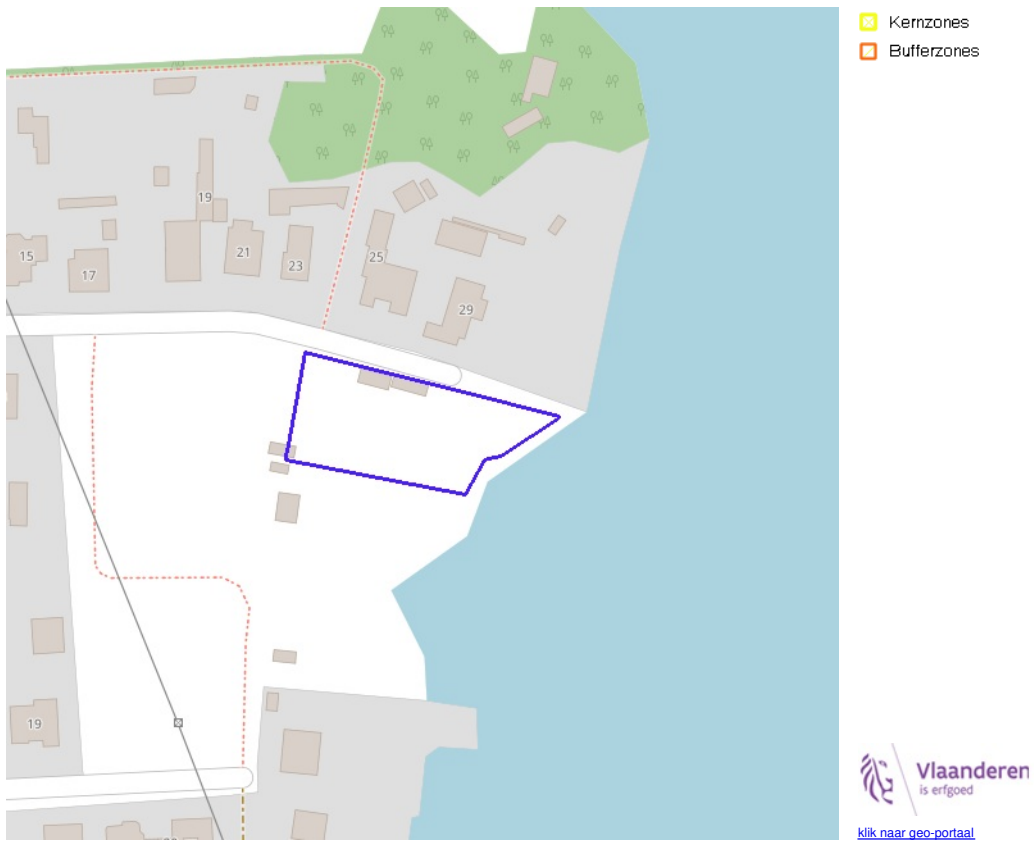 Kernzones
Bufferzones
19
15
17
21
23
25
29
19
Vlaanderen
is erfgoed
klik naar geo-portaal